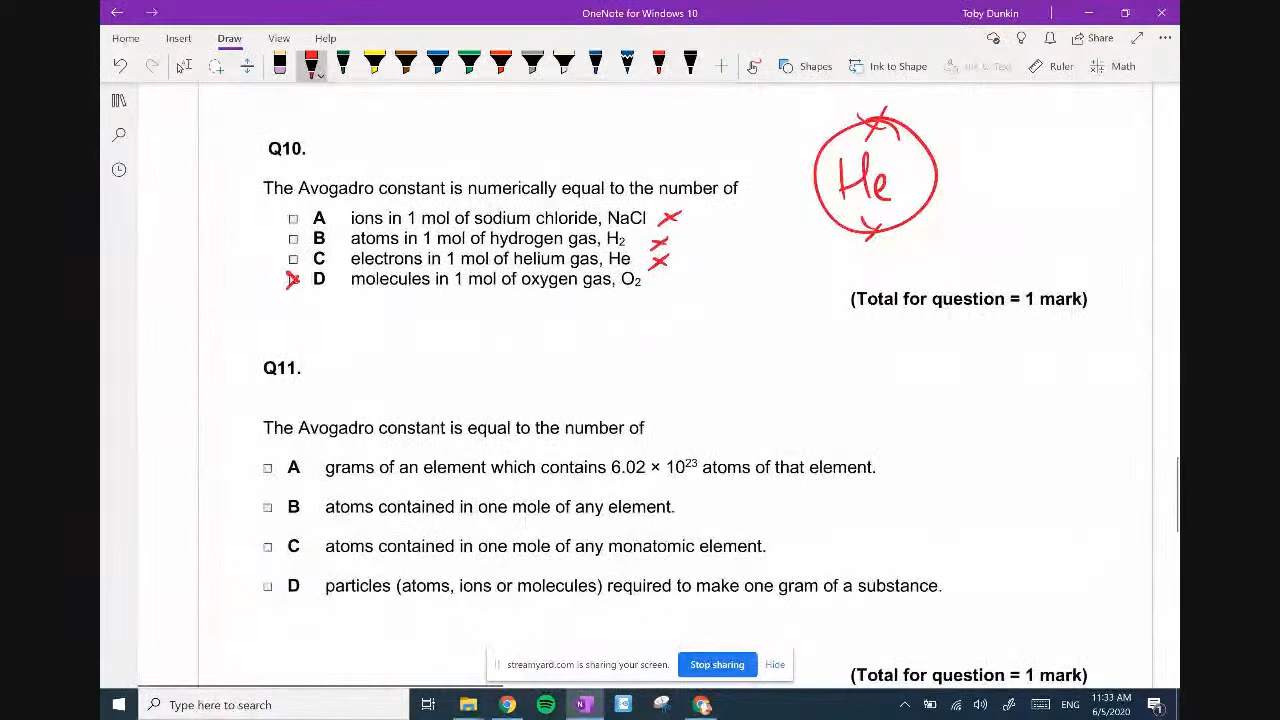 OneNote for Windows 10
Toby Dunkin
Home Insert Draw View Help
Share
Shapes Ink to Shape Ink to Text Ruler Math
Q10.
The Avogadro constant is numerically equal to the number of
A ions in 1 mol of sodium chloride, NaCl
B atoms in 1 mol of hydrogen gas, H₂
C electrons in 1 mol of helium gas, He
D molecules in 1 mol of oxygen gas, O₂
He
(Total for question = 1 mark)
Q11.
The Avogadro constant is equal to the number of
A grams of an element which contains 6.02 × 10²³ atoms of that element.
B atoms contained in one mole of any element.
C atoms contained in one mole of any monatomic element.
D particles (atoms, ions or molecules) required to make one gram of a substance.
streamyard.com is sharing your screen. Stop sharing Hide
(Total for question = 1 mark)
Type here to search
ENG
11:33 AM
6/5/2020
1